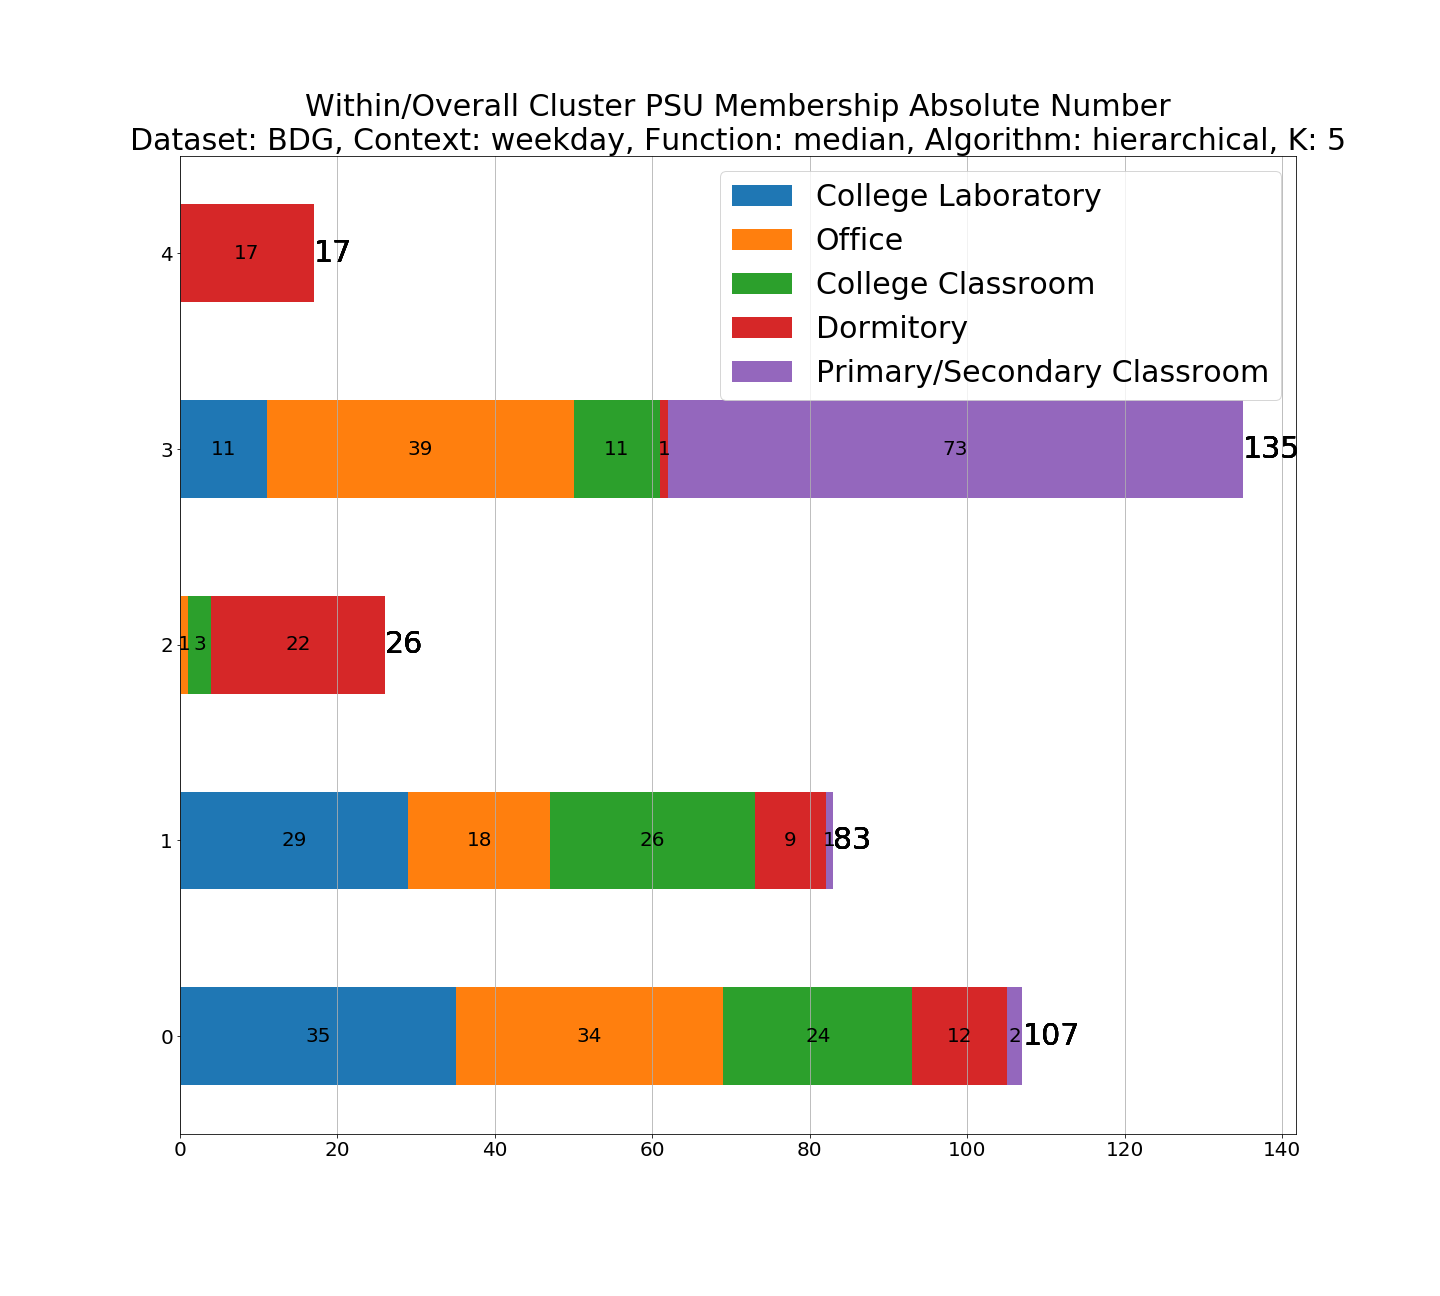 Within/Overall Cluster PSU Membership Absolute Number
Dataset: BDG, Context: weekday, Function: median, Algorithm: hierarchical, K: 5
College Laboratory
Office
College Classroom
Dormitory
Primary/Secondary Classroom
4 17 17
3 11 39 11 1 73 135
2 1 3 22 26
1 29 18 26 9 1 83
0 35 34 24 12 2 107
0 20 40 60 80 100 120 140